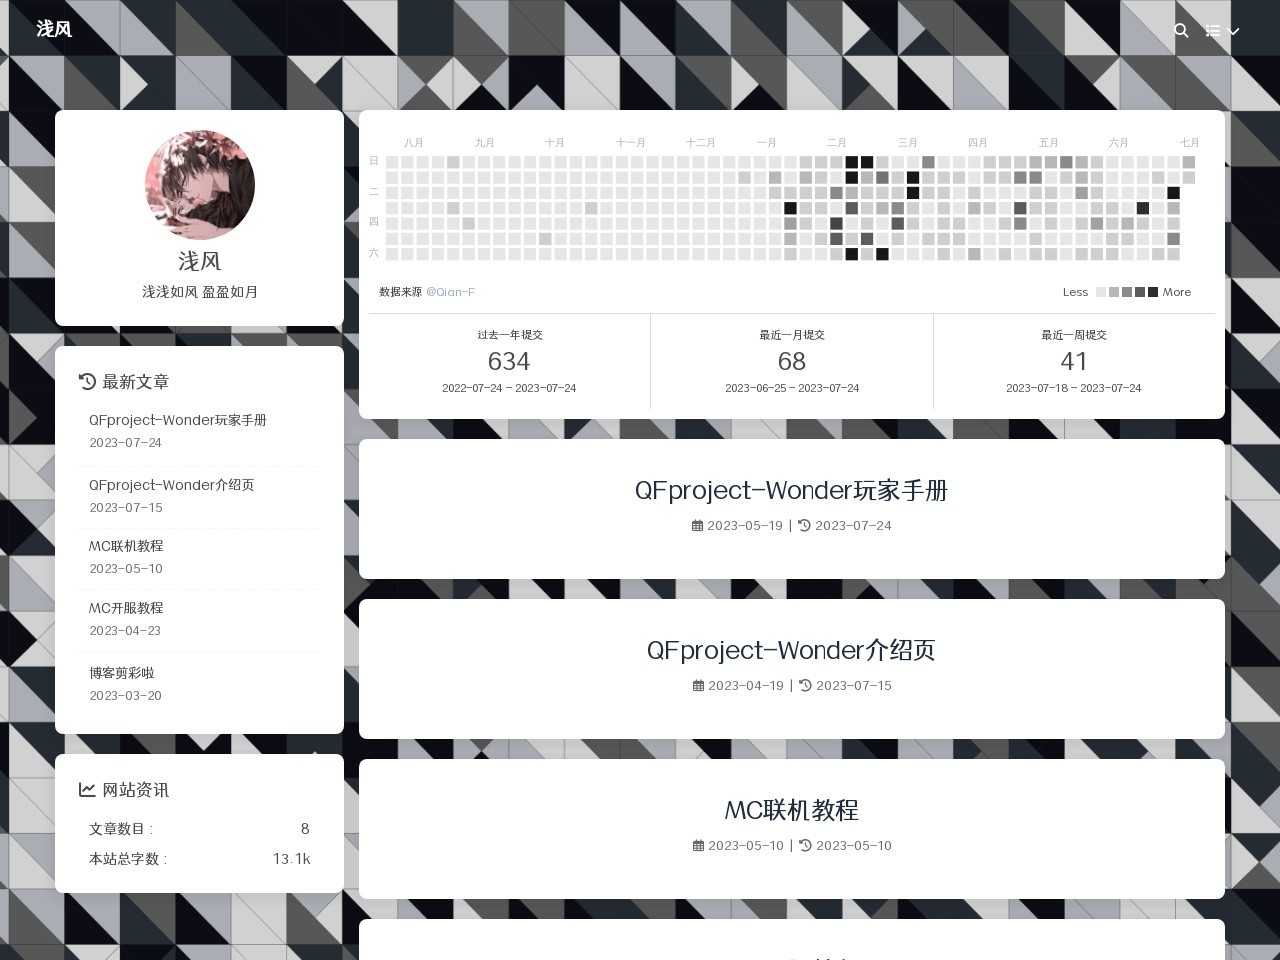 浅风
浅风
浅浅如风 盈盈如月
最新文章
QFproject-Wonder玩家手册
2023-07-24
QFproject-Wonder介绍页
2023-07-15
MC联机教程
2023-05-10
MC开服教程
2023-04-23
博客剪彩啦
2023-03-20
网站资讯
文章数目 : 8
本站总字数 : 13.1k
八月 九月 十月 十一月 十二月 一月 二月 三月 四月 五月 六月 七月
日
二
四
六
数据来源 @Qian-F Less More
过去一年提交
634
2022-07-24 - 2023-07-24
最近一月提交
68
2023-06-25 - 2023-07-24
最近一周提交
41
2023-07-18 - 2023-07-24
QFproject-Wonder玩家手册
2023-05-19 | 2023-07-24
QFproject-Wonder介绍页
2023-04-19 | 2023-07-15
MC联机教程
2023-05-10 | 2023-05-10